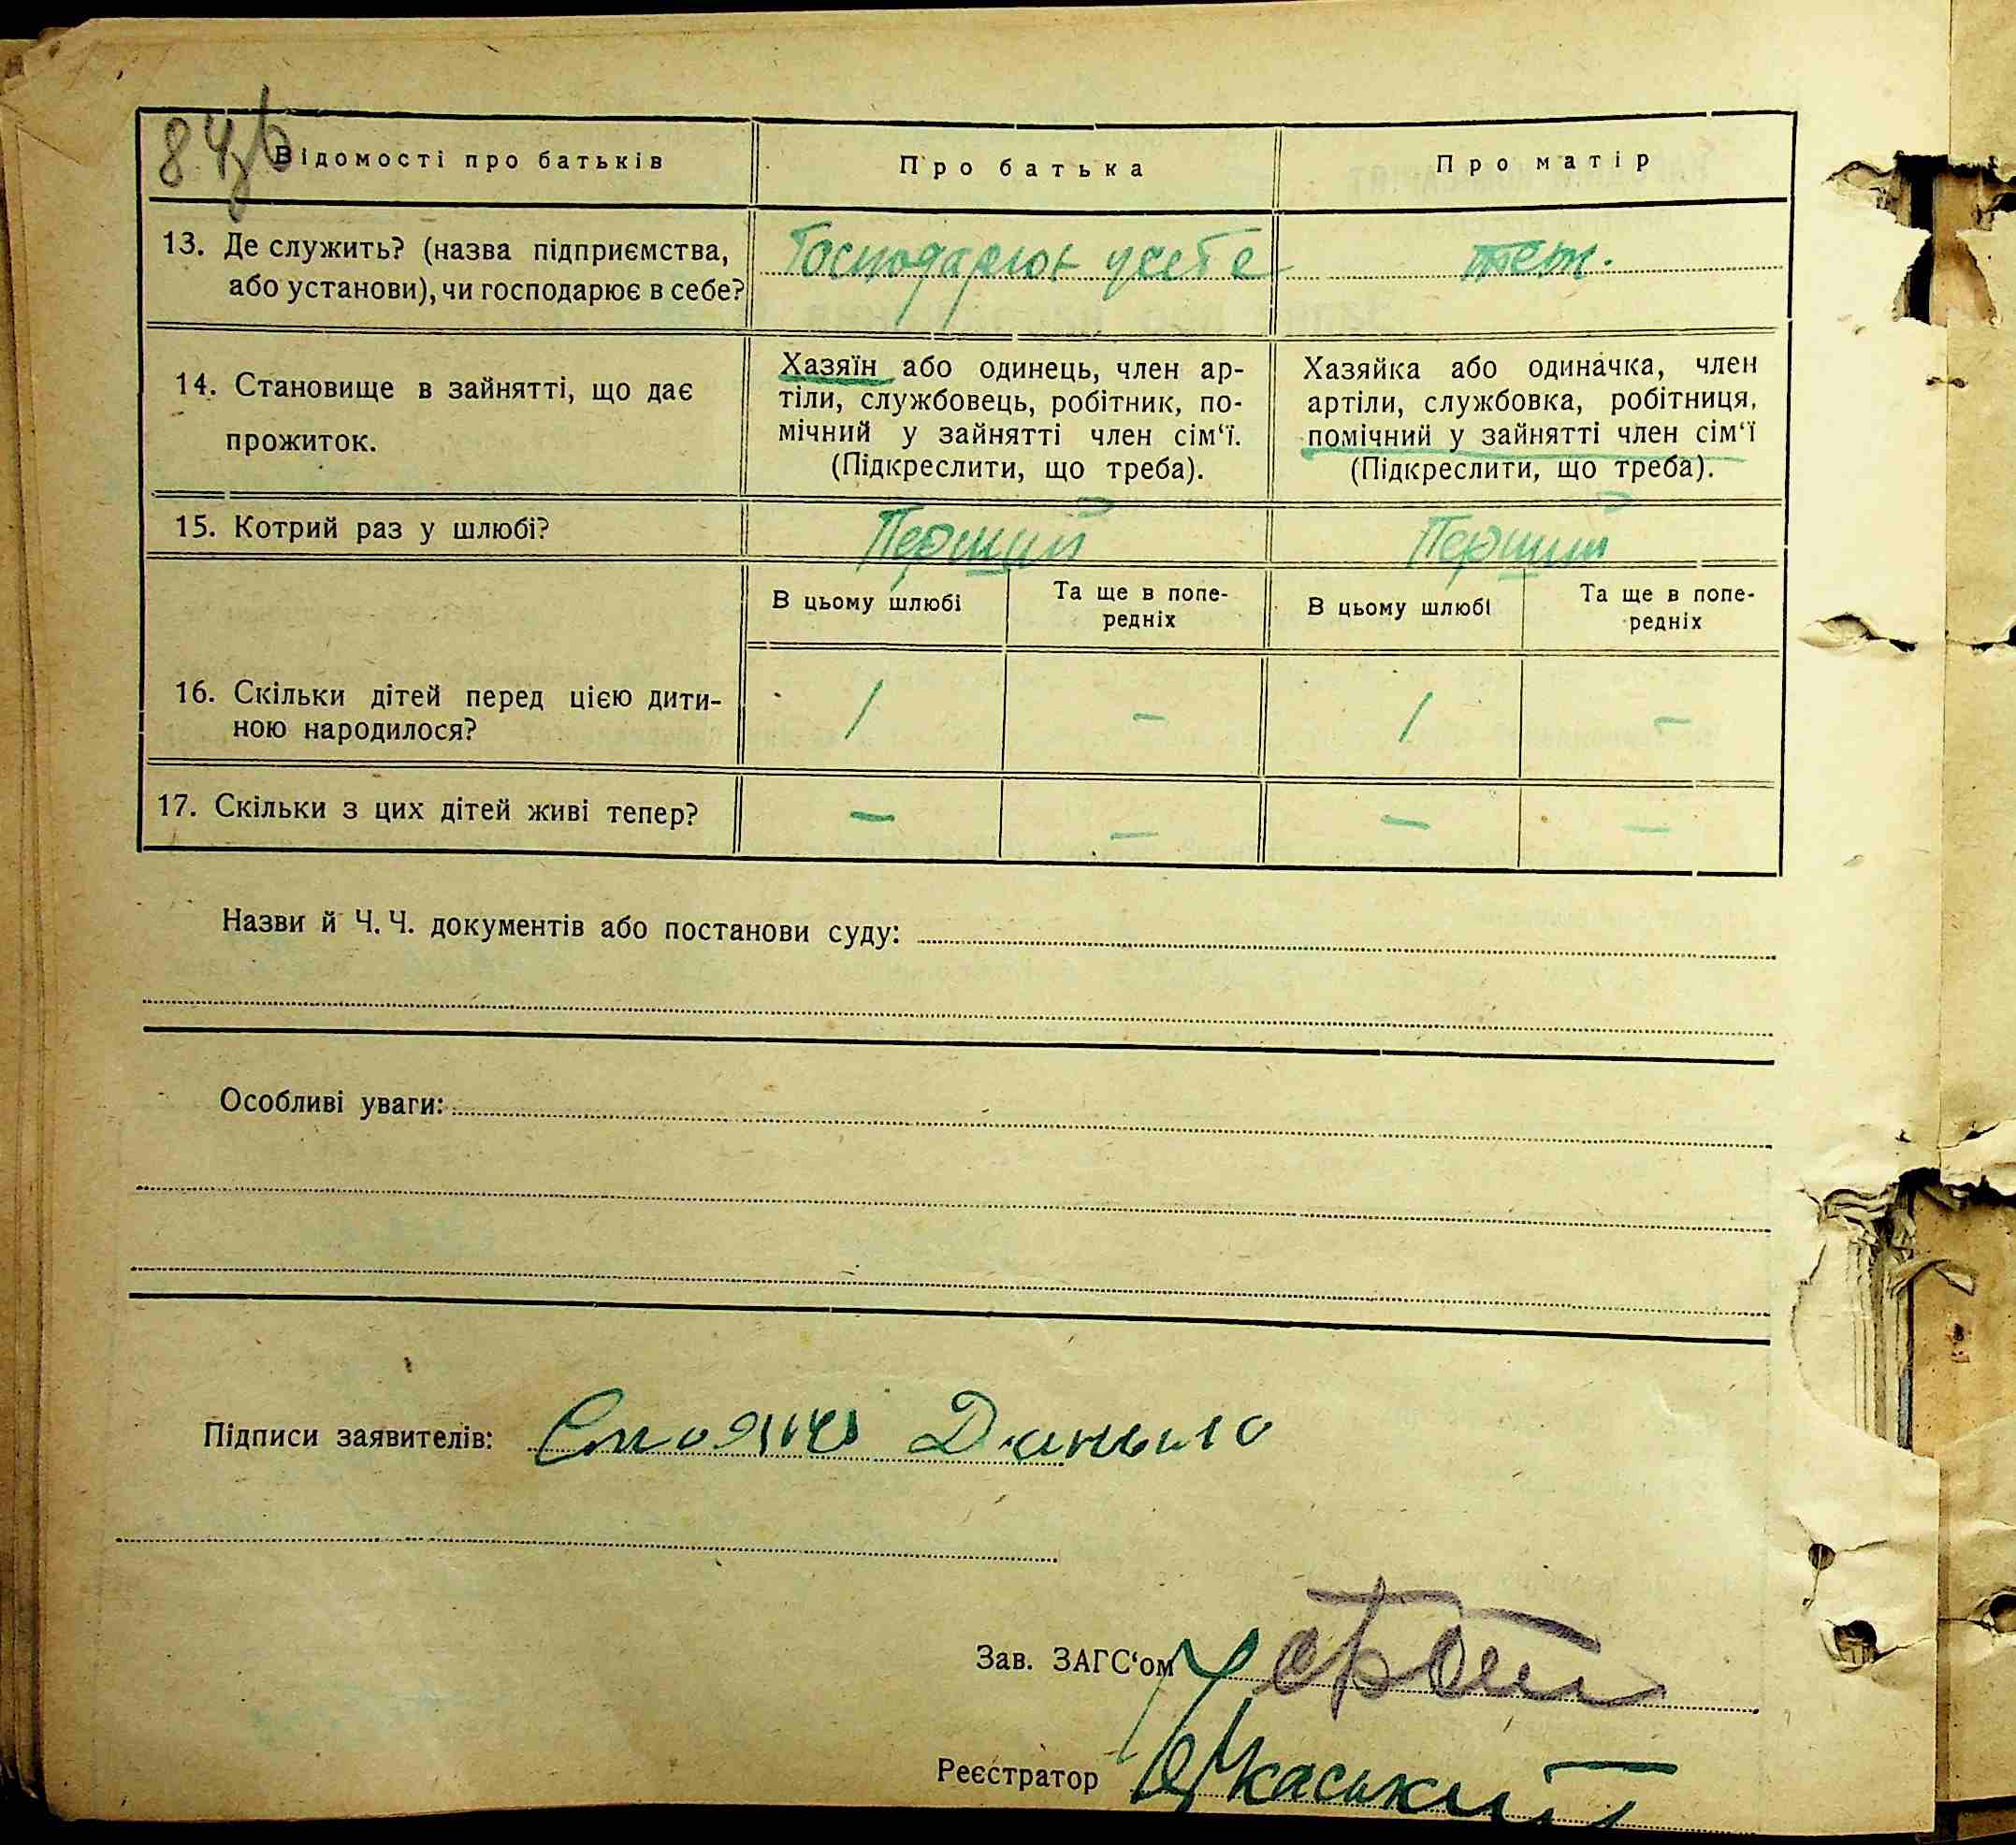 84зв
Відомості про батьків
Про батька
Про матір
13. Де служить? (назва підприємства,
або установи), чи господарює в себе?
Господарює у себе
теж.
14. Становище в зайнятті, що дає
прожиток.
Хазяїн або одинець, член ар-
тіли, службовець, робітник, по-
мічний у зайнятті член сім‘ї.
(Підкреслити, що треба).
Хазяйка або одиначка, член
артіли, службовка, робітниця,
помічний у зайнятті член сім‘ї
(Підкреслити, що треба).
15. Котрий раз у шлюбі?
Перший
Перший
В цьому шлюбі
Та ще в попе-
редніх
В цьому шлюбі
Та ще в попе-
редніх
16. Скільки дітей перед цією дити-
ною народилося?
1
–
1
–
17. Скільки з цих дітей живі тепер?
–
–
–
–
Назви й Ч. Ч. документів або постанови суду:
Особливі уваги:
Підписи заявителів: Даныло
Зав. ЗАГС‘ом
Реєстратор